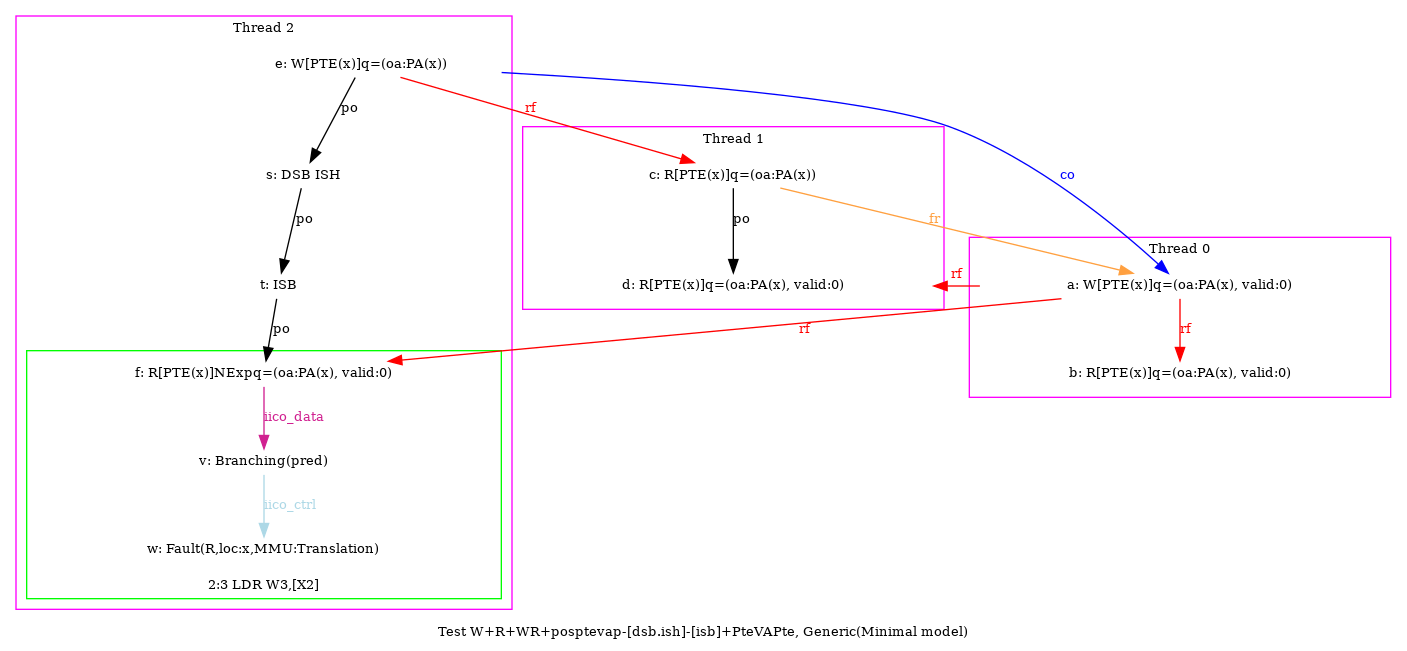 Thread 2
e: W[PTE(x)]q=(oa:PA(x))
po
rf
Thread 1
s: DSB ISH
c: R[PTE(x)]q=(oa:PA(x))
co
po
po
fr
Thread 0
rf
t: ISB
d: R[PTE(x)]q=(oa:PA(x), valid:0)
a: W[PTE(x)]q=(oa:PA(x), valid:0)
po
rf
rf
f: R[PTE(x)]NExpq=(oa:PA(x), valid:0)
b: R[PTE(x)]q=(oa:PA(x), valid:0)
iico_data
v: Branching(pred)
iico_ctrl
w: Fault(R,loc:x,MMU:Translation)
2:3 LDR W3,[X2]
Test W+R+WR+posptevap-[dsb.ish]-[isb]+PteVAPte, Generic(Minimal model)